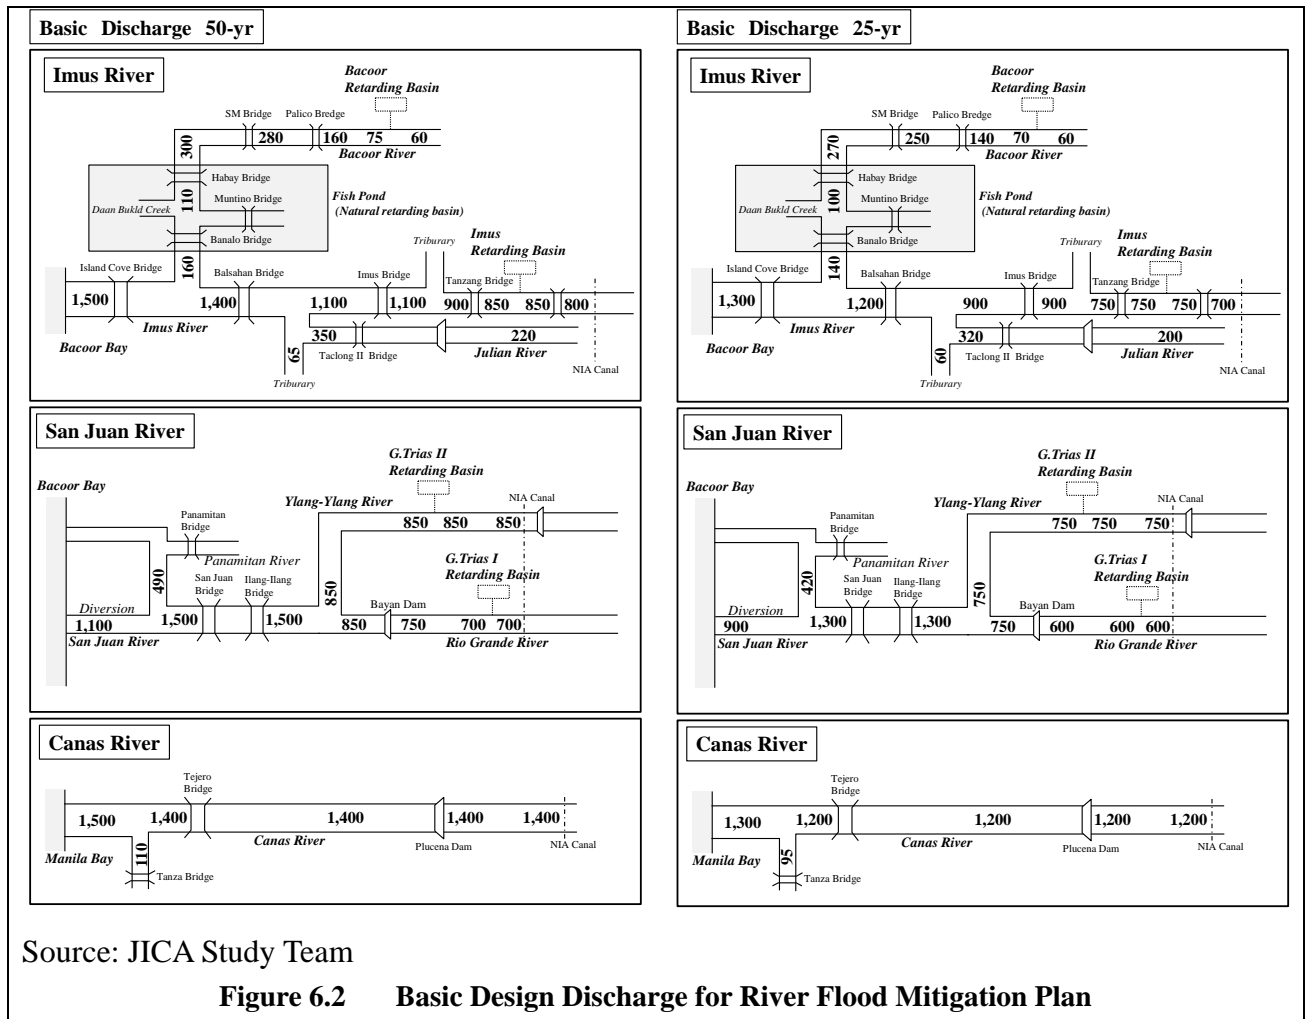 Basic Discharge 50-yr
Imus River
Bacoor
Retarding Basin
SM Bridge
Palico Bredge
300
280
160
75
60
Bacoor River
Habay Bridge
110
Muntino Bridge
Daan Bukld Creek
Fish Pond
(Natural retarding basin)
Banalo Bridge
160
Triburary
Imus
Retarding Basin
Island Cove Bridge
Balsahan Bridge
Imus Bridge
Tanzang Bridge
1,500
1,400
1,100
1,100
900
850
850
800
Imus River
350
220
Bacoor Bay
65
Taclong II Bridge
Julian River
NIA Canal
Triburary
San Juan River
G.Trias II
Retarding Basin
Bacoor Bay
Ylang-Ylang River
NIA Canal
Panamitan
Bridge
850
850
850
Panamitan River
G.Trias I
Retarding Basin
490
San Juan
Bridge
Ilang-Ilang
Bridge
850
Diversion
Bayan Dam
1,100
1,500
1,500
850
750
700
700
San Juan River
Rio Grande River
Canas River
Tejero
Bridge
1,500
1,400
1,400
1,400
1,400
Canas River
Manila Bay
110
Plucena Dam
NIA Canal
Tanza Bridge
Basic Discharge 25-yr
Imus River
Bacoor
Retarding Basin
SM Bridge
Palico Bredge
270
250
140
70
60
Bacoor River
Habay Bridge
100
Muntino Bridge
Daan Bukld Creek
Fish Pond
(Natural retarding basin)
Banalo Bridge
140
Triburary
Imus
Retarding Basin
Island Cove Bridge
Balsahan Bridge
Imus Bridge
Tanzang Bridge
1,300
1,200
900
900
750
750
750
700
Imus River
320
200
Bacoor Bay
60
Taclong II Bridge
Julian River
NIA Canal
Triburary
San Juan River
G.Trias II
Retarding Basin
Bacoor Bay
Ylang-Ylang River
NIA Canal
Panamitan
Bridge
750
750
750
Panamitan River
G.Trias I
Retarding Basin
420
San Juan
Bridge
Ilang-Ilang
Bridge
750
Diversion
Bayan Dam
900
1,300
1,300
750
600
600
600
San Juan River
Rio Grande River
Canas River
Tejero
Bridge
1,300
1,200
1,200
1,200
1,200
Canas River
Manila Bay
95
Plucena Dam
NIA Canal
Tanza Bridge
Source: JICA Study Team
Figure 6.2 Basic Design Discharge for River Flood Mitigation Plan